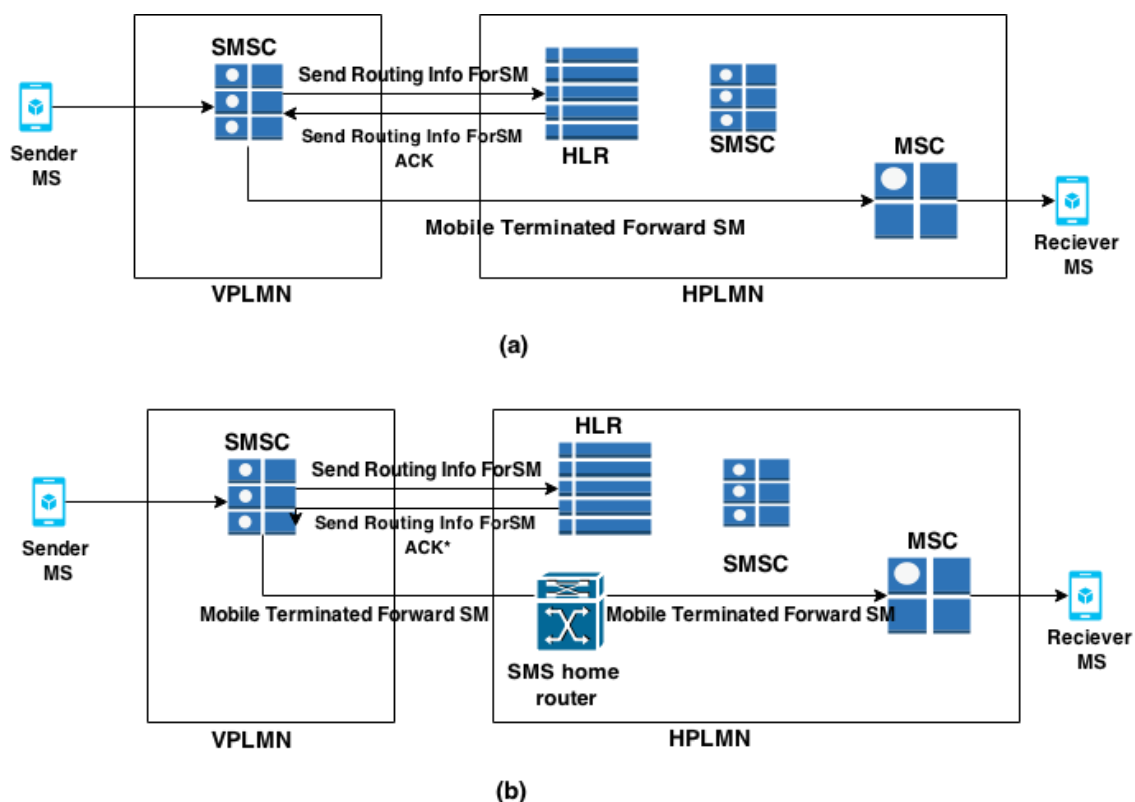 SMSC
Send Routing Info ForSM
Send Routing Info ForSM
ACK
HLR
SMSC
MSC
Sender
MS
Mobile Terminated Forward SM
Reciever
MS
VPLMN
HPLMN
(a)
SMSC
HLR
Send Routing Info ForSM
Send Routing Info ForSM
ACK*
SMSC
MSC
Sender
MS
Mobile Terminated Forward SM
Mobile Terminated Forward SM
SMS home
router
Reciever
MS
VPLMN
HPLMN
(b)